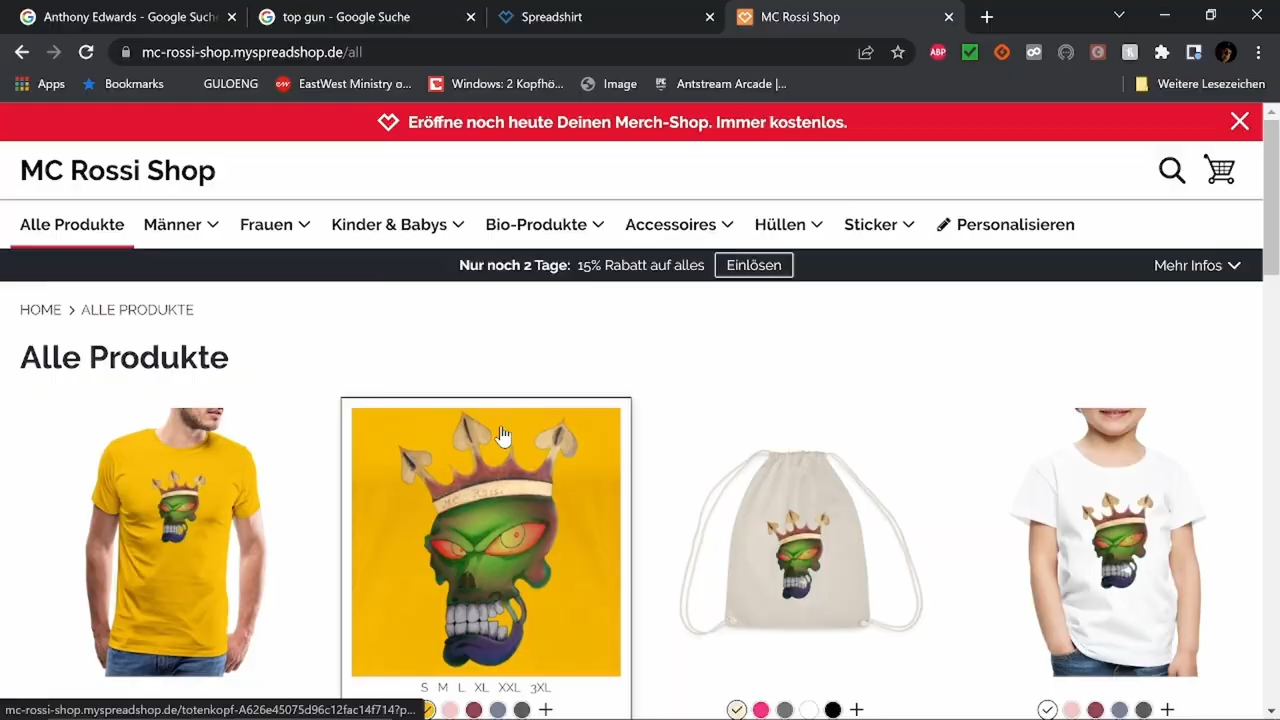 Anthony Edwards - Google Suche
top gun - Google Suche
Spreadshirt
MC Rossi Shop
mc-rossi-shop.myspreadshop.de/all
ABP
Apps
Bookmarks
GULOENG
EastWest Ministry o...
Windows: 2 Kopfhö...
Image
Antstream Arcade |...
Weitere Lesezeichen
Eröffne noch heute Deinen Merch-Shop. Immer kostenlos.
MC Rossi Shop
Alle Produkte
Männer
Frauen
Kinder & Babys
Bio-Produkte
Accessoires
Hüllen
Sticker
Personalisieren
Nur noch 2 Tage: 15% Rabatt auf alles
Einlösen
Mehr Infos
HOME > ALLE PRODUKTE
Alle Produkte
S M L XL XXL 3XL
mc-rossi-shop.myspreadshop.de/totenkopf-A626e45075d96c12fac14f714?p...